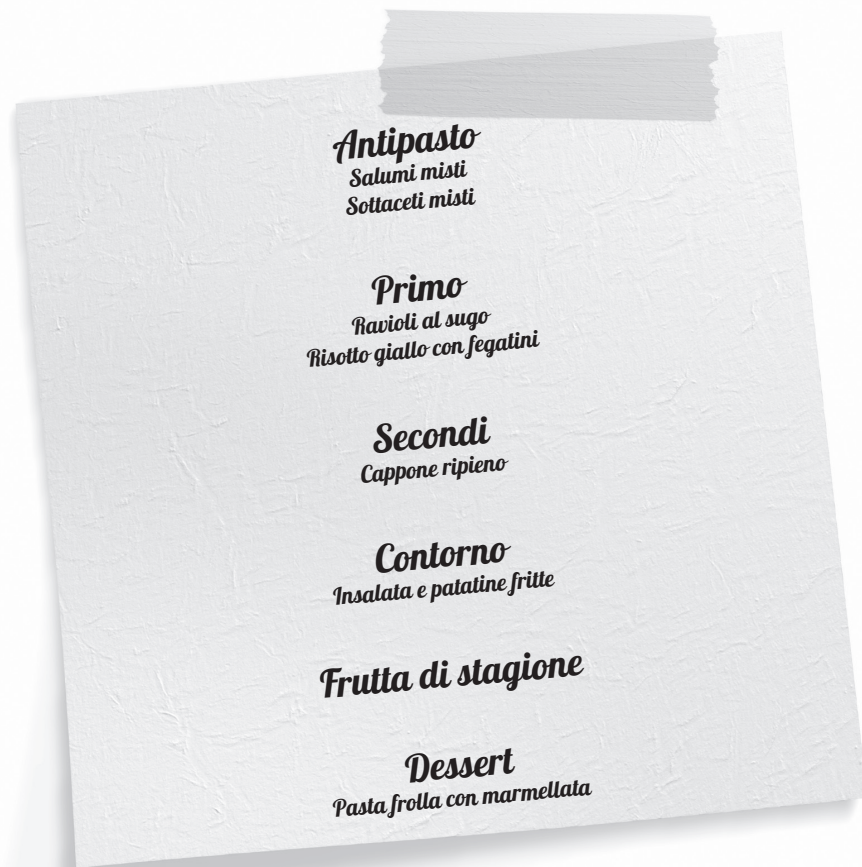 Antipasto
Salumi misti
Sottaceti misti
Primo
Ravioli al sugo
Risotto giallo con fegatini
Secondi
Cappone ripieno
Contorno
Insalata e patatine fritte
Frutta di stagione
Dessert
Pasta frolla con marmellata